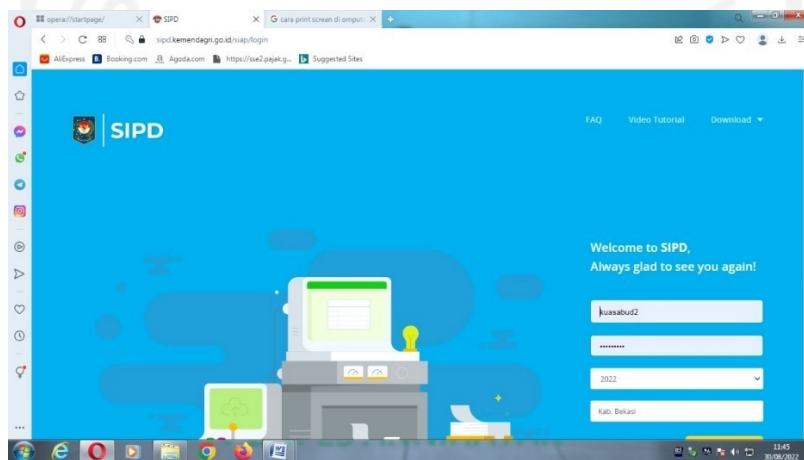 opera://startpage/
SIPD
G cara print screan di omput
sipd.kemendagri.go.id/siap/login
AliExpress
Booking.com
Agoda.com
https://sse2.pajak.g...
Suggested Sites
SIPD
FAQ
Video Tutorial
Download
Welcome to SIPD,
Always glad to see you again!
kuasabud2
•••••••••
2022
Kab. Bekasi
11:45
30/08/2022